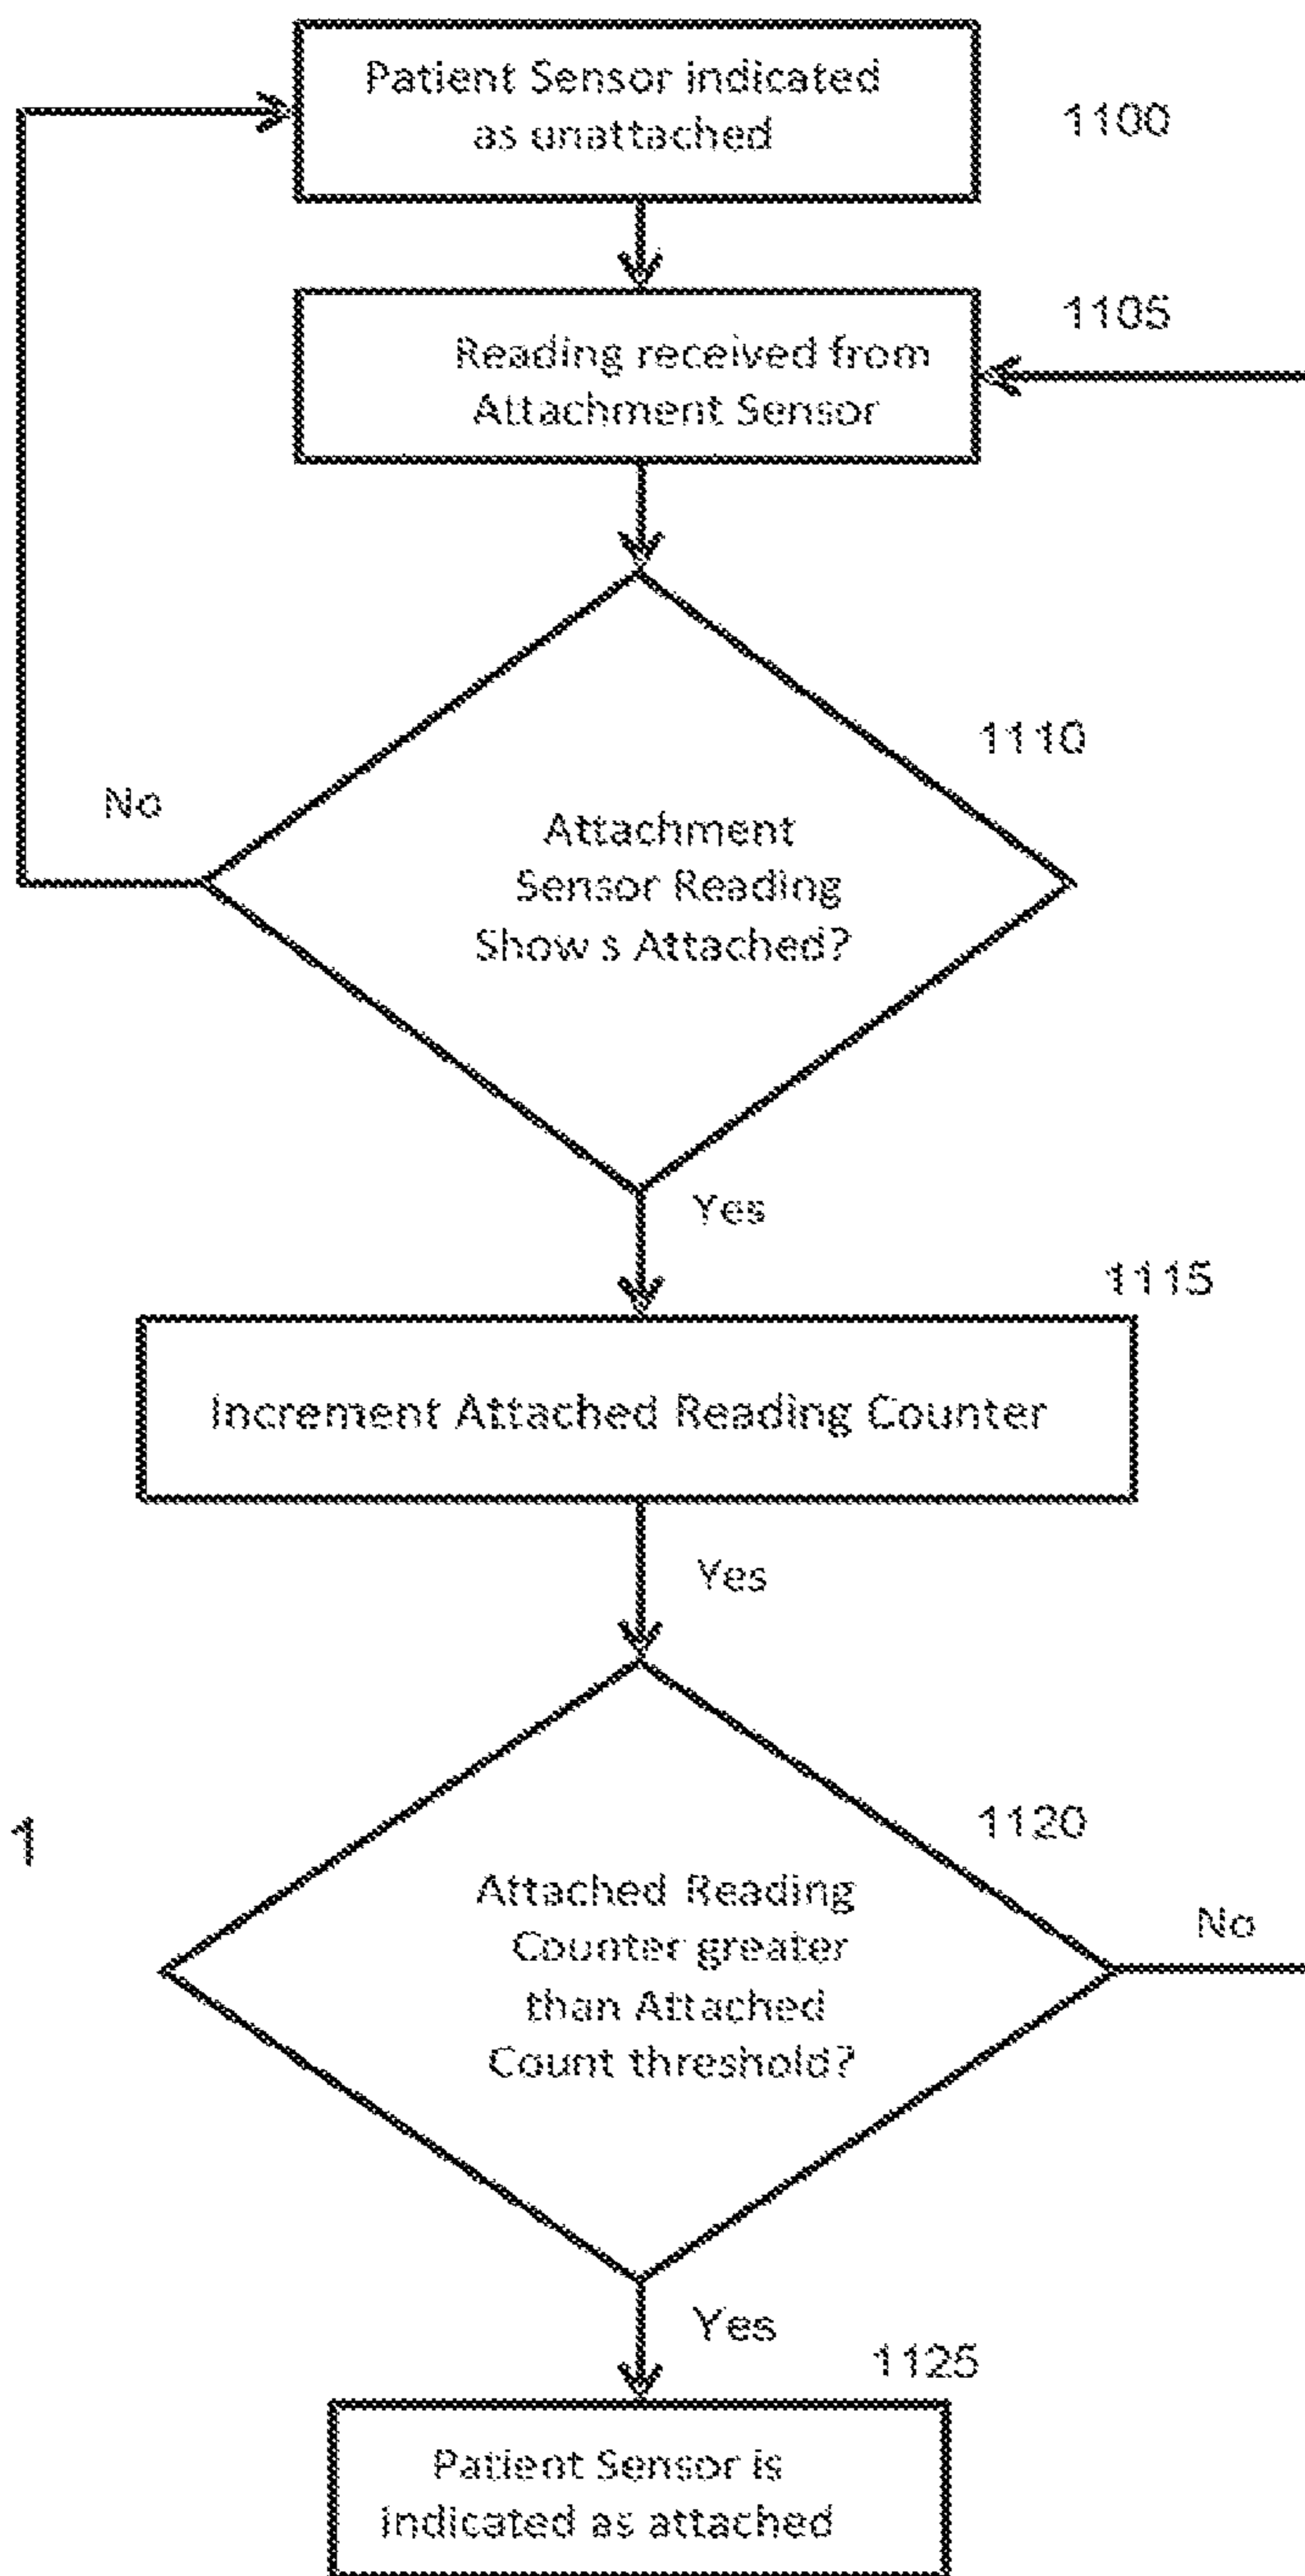 Patient Sensor indicated
as unattached
1100
1105
Reading received from
Attachment Sensor
1110
No
Attachment
Sensor Reading
Show s Attached?
Yes
1115
Increment Attached Reading Counter
Yes
1
1120
Attached Reading
Counter greater
than Attached
Count threshold?
No
Yes
1125
Patient Sensor is
indicated as attached